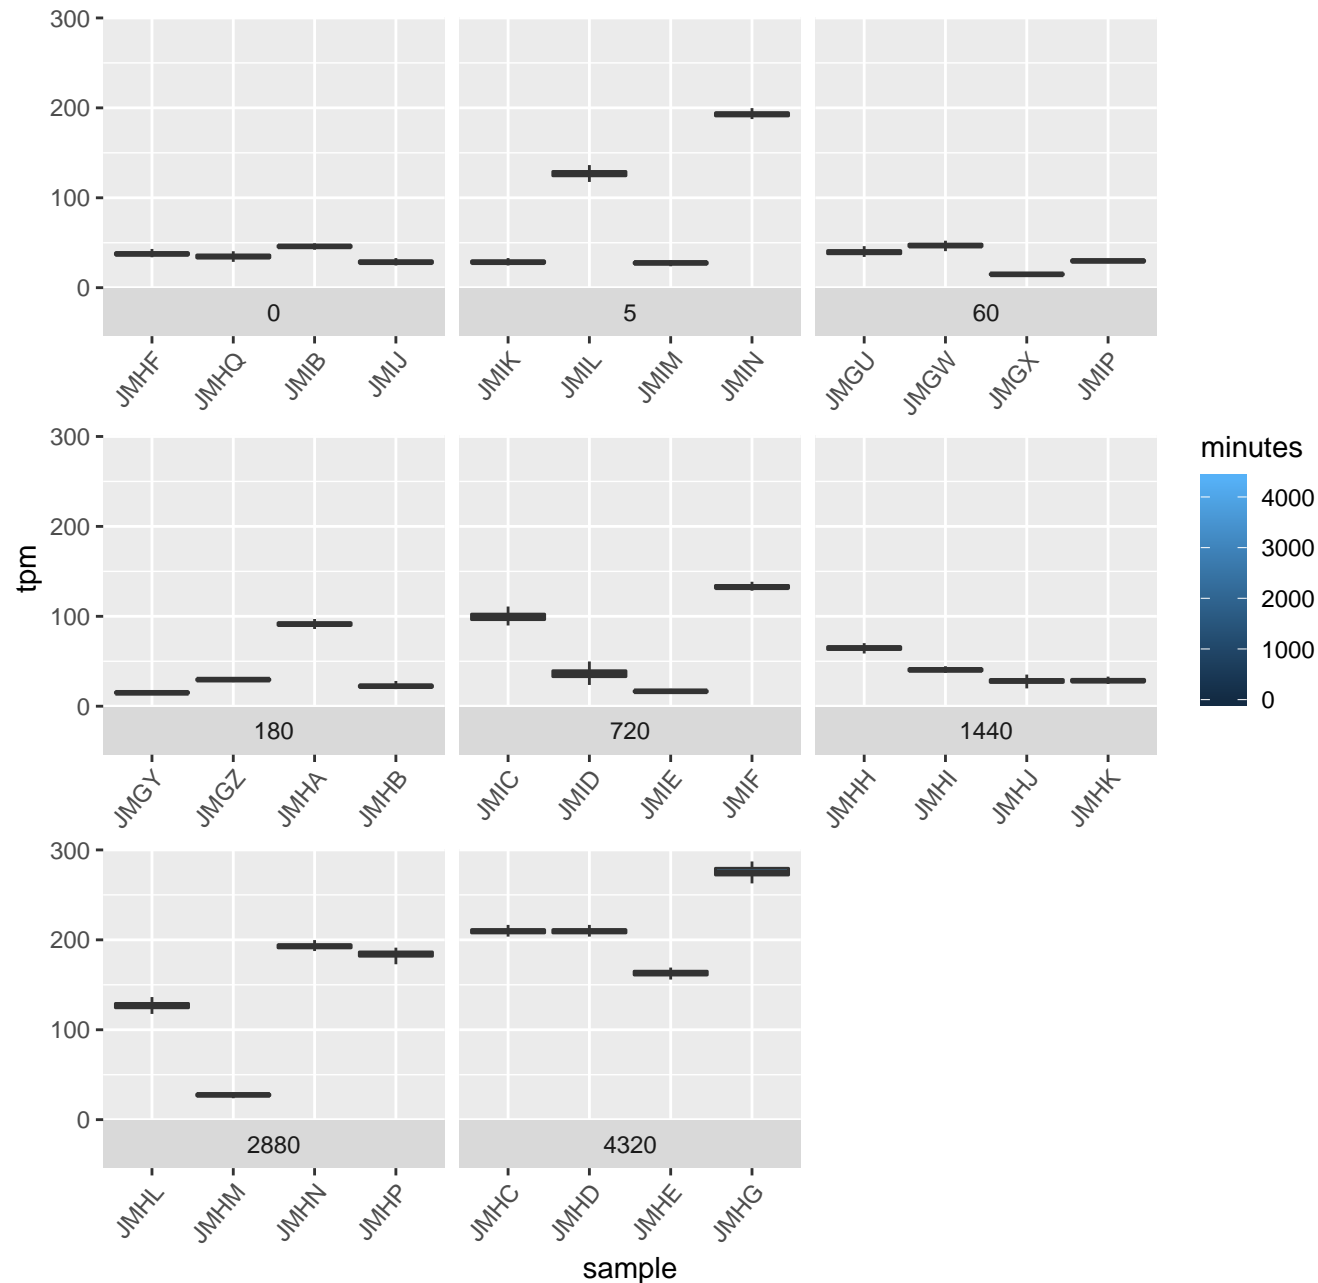 300
200
100
0
0
5
60
JMHF
JMHQ
JMIB
JMIJ
JMIK
JMIL
JMIM
JMIN
JMGU
JMGW
JMGX
JMIP
300
200
100
0
tpm
180
720
1440
JMGY
JMGZ
JMHA
JMHB
JMIC
JMID
JMIE
JMIF
JMHH
JMHI
JMHJ
JMHK
minutes
4000
3000
2000
1000
0
300
200
100
0
2880
4320
JMHL
JMHM
JMHN
JMHP
JMHC
JMHD
JMHE
JMHG
sample